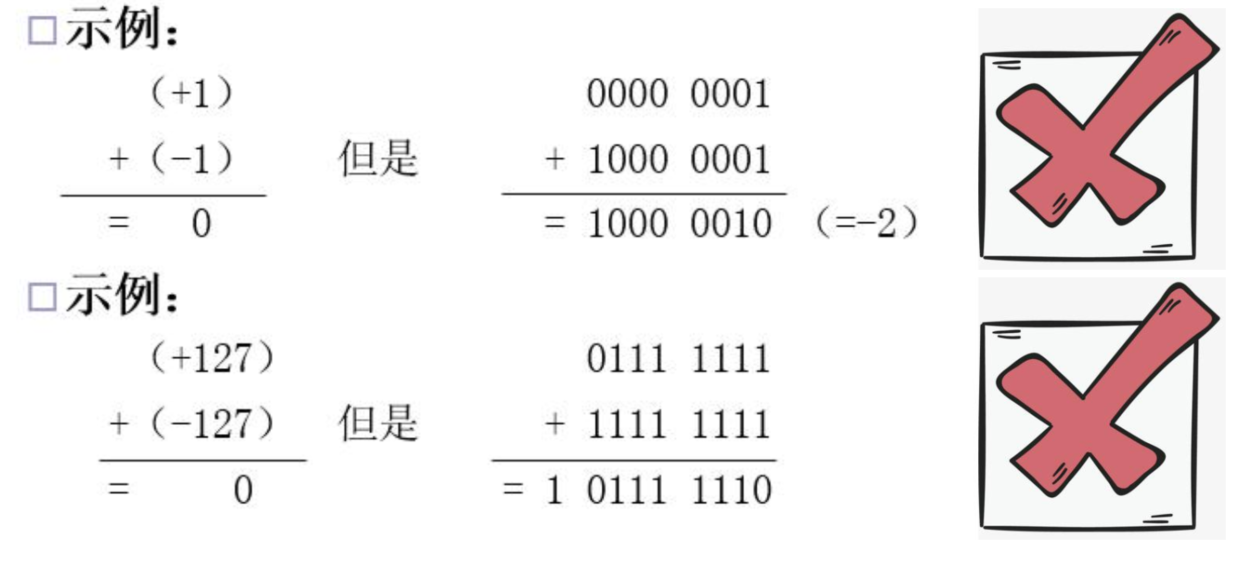 示例：
（+1） 0000 0001
+（-1） 但是 + 1000 0001
= 0 = 1000 0010 （=-2）
示例：
（+127） 0111 1111
+（-127） 但是 + 1111 1111
= 0 = 1 0111 1110